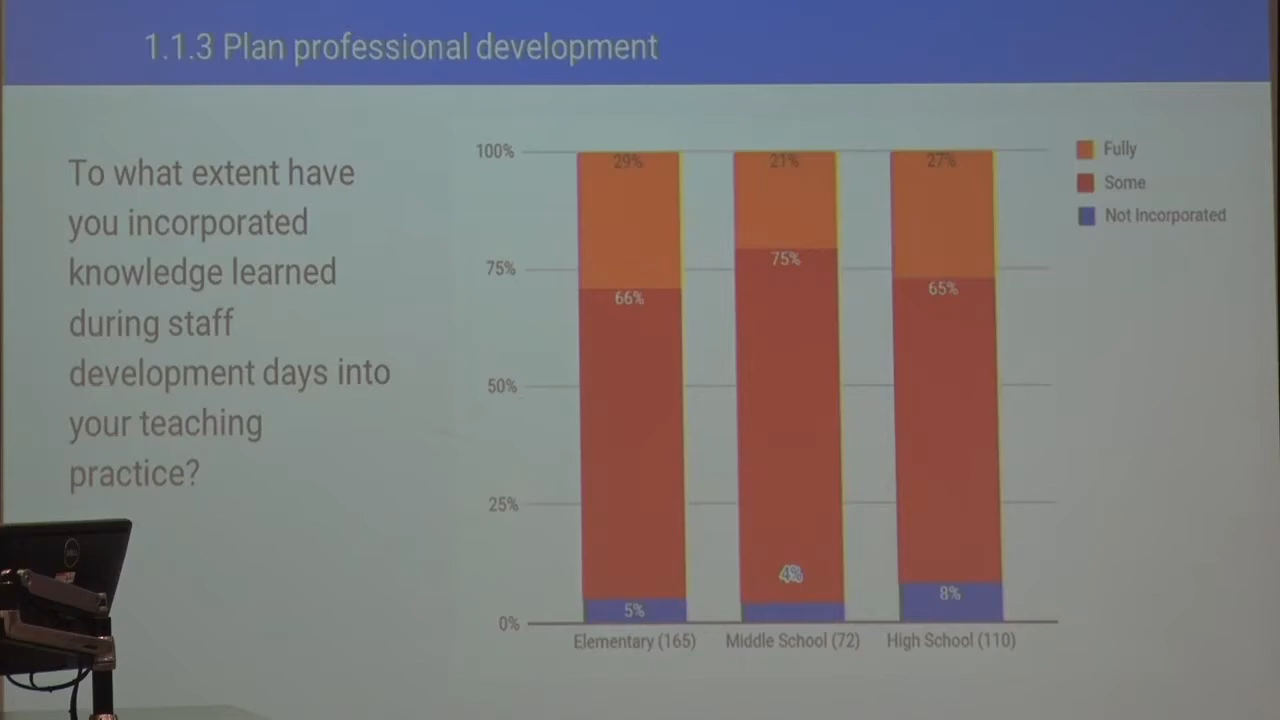 1.1.3 Plan professional development
To what extent have
you incorporated
knowledge learned
during staff
development days into
your teaching
practice?
100%
75%
50%
25%
0%
29%
21%
27%
66%
75%
65%
5%
4%
8%
Elementary (165)
Middle School (72)
High School (110)
Fully
Some
Not Incorporated
DELL